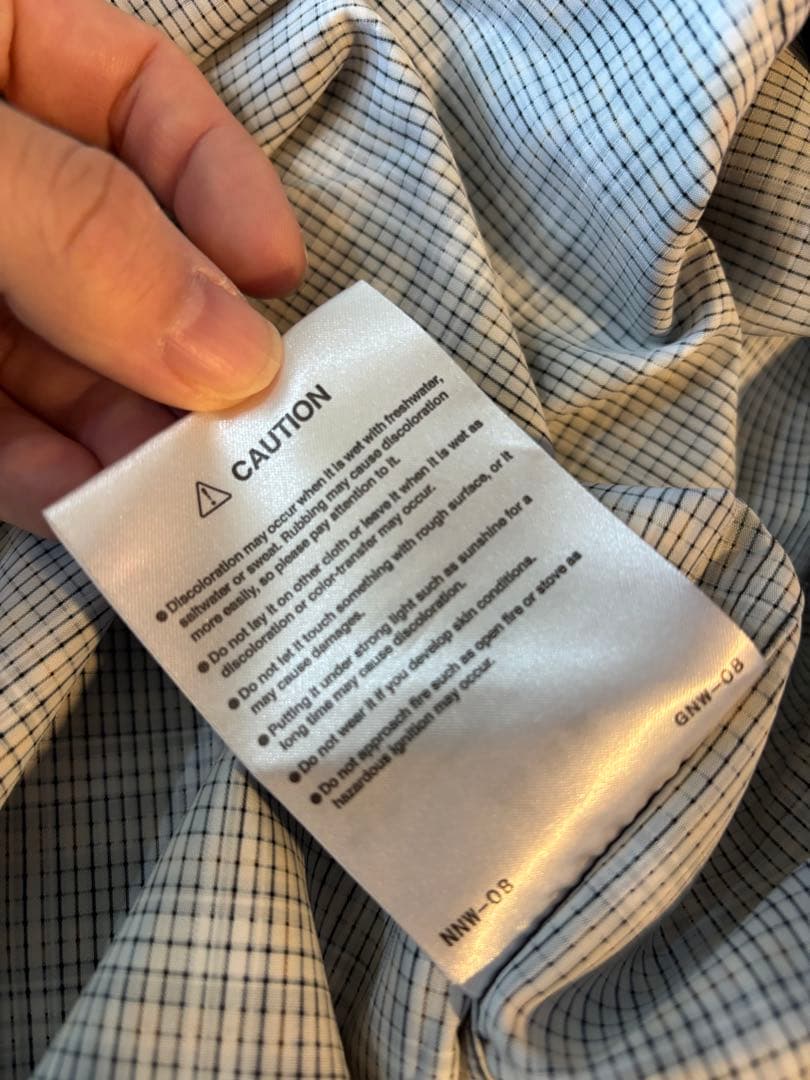 ⚠ CAUTION
● Discoloration may occur when it is wet with freshwater,
saltwater or sweat. Rubbing may cause discoloration
more easily, so please pay attention to it.
● Do not lay it on other cloth or leave it when it is wet as
discoloration or color-transfer may occur.
● Do not let it touch something with rough surface, or it
may cause damages.
● Putting it under strong light such as sunshine for a
long time may cause discoloration.
● Do not wear it if you develop skin conditions.
● Do not approach fire such as open fire or stove as
hazardous ignition may occur.
NNW-08
GNW-08